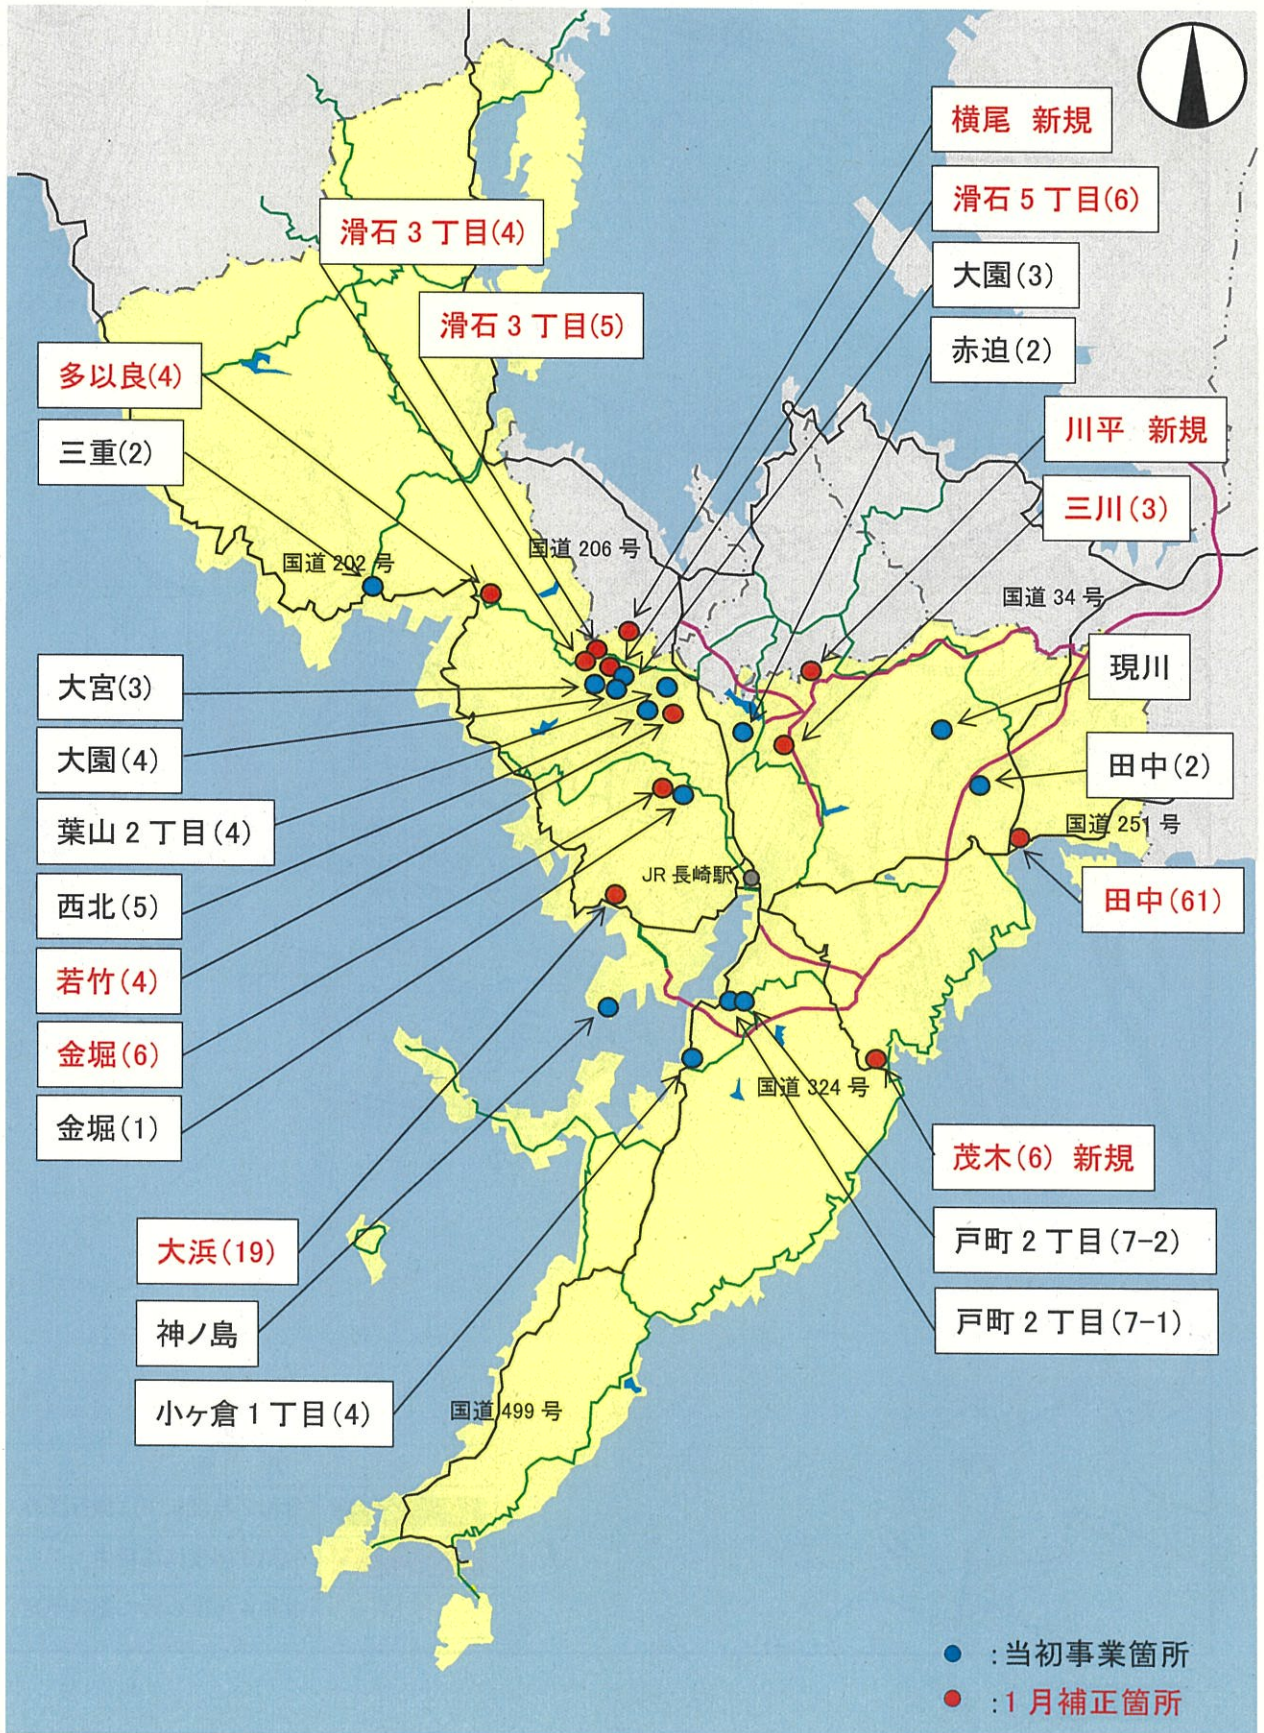 横尾 新規
滑石5丁目(6)
大園(3)
赤迫(2)
滑石3丁目(4)
滑石3丁目(5)
多以良(4)
三重(2)
川平 新規
三川(3)
国道202号
国道206号
国道34号
現川
田中(2)
国道251号
田中(61)
大宮(3)
大園(4)
葉山2丁目(4)
西北(5)
若竹(4)
金堀(6)
金堀(1)
JR長崎駅
国道324号
茂木(6) 新規
戸町2丁目(7-2)
戸町2丁目(7-1)
大浜(19)
神ノ島
小ヶ倉1丁目(4)
国道499号
:当初事業箇所
:1月補正箇所